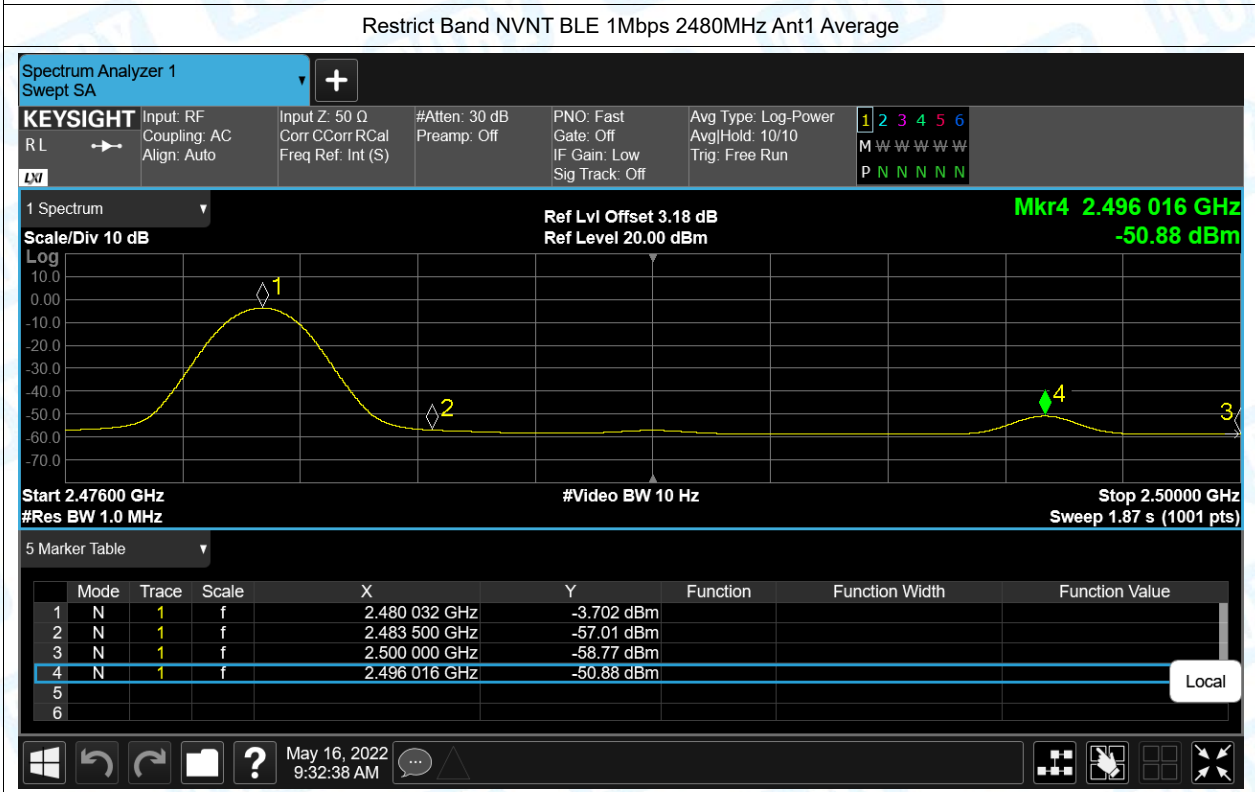 Restrict Band NVNT BLE 1Mbps 2480MHz Ant1 Average
Spectrum Analyzer 1
Swept SA
KEYSIGHT Input: RF Input Z: 50 Ω #Atten: 30 dB PNO: Fast Avg Type: Log-Power 1 2 3 4 5 6
R L Coupling: AC Corr CCorr RCal Preamp: Off Gate: Off Avg|Hold: 10/10 M W W W W W
Align: Auto Freq Ref: Int (S) IF Gain: Low Trig: Free Run
LXI Sig Track: Off P N N N N N
1 Spectrum Ref Lvl Offset 3.18 dB Mkr4 2.496 016 GHz
Scale/Div 10 dB Ref Level 20.00 dBm -50.88 dBm
Log
10.0
0.00
-10.0
-20.0
-30.0
-40.0
-50.0
-60.0
-70.0
1
2
4
3
Start 2.47600 GHz #Video BW 10 Hz Stop 2.50000 GHz
#Res BW 1.0 MHz Sweep 1.87 s (1001 pts)
5 Marker Table
Mode Trace Scale X Y Function Function Width Function Value
1 N 1 f 2.480 032 GHz -3.702 dBm
2 N 1 f 2.483 500 GHz -57.01 dBm
3 N 1 f 2.500 000 GHz -58.77 dBm
4 N 1 f 2.496 016 GHz -50.88 dBm
5
6
Local
? May 16, 2022
9:32:38 AM